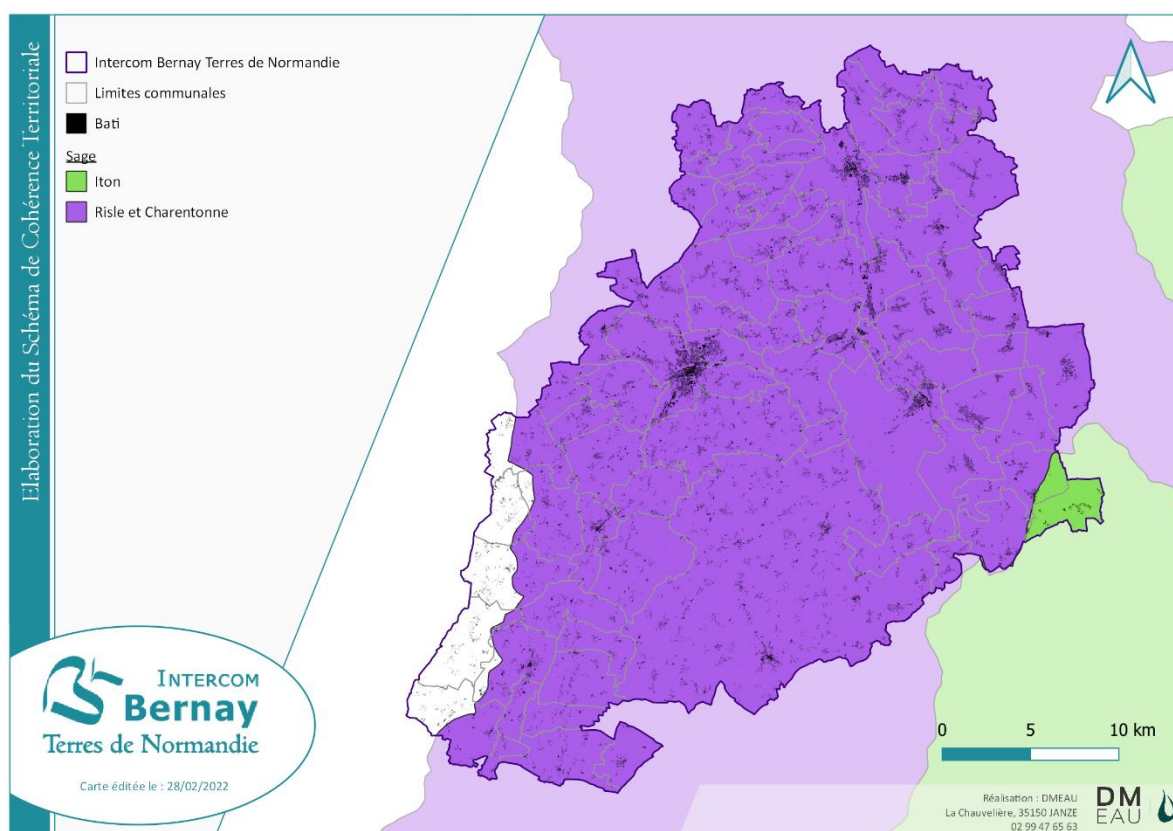 Elaboration du Schéma de Cohérence Territoriale
Intercom Bernay Terres de Normandie
Limites communales
Bati
Sage
Iton
Risle et Charentonne
INTERCOM
Bernay
Terres de Normandie
Carte éditée le : 28/02/2022
0 5 10 km
Réalisation : DMEAU
La Chauvelière, 35150 JANZE
02 99 47 65 63
DM
EAU